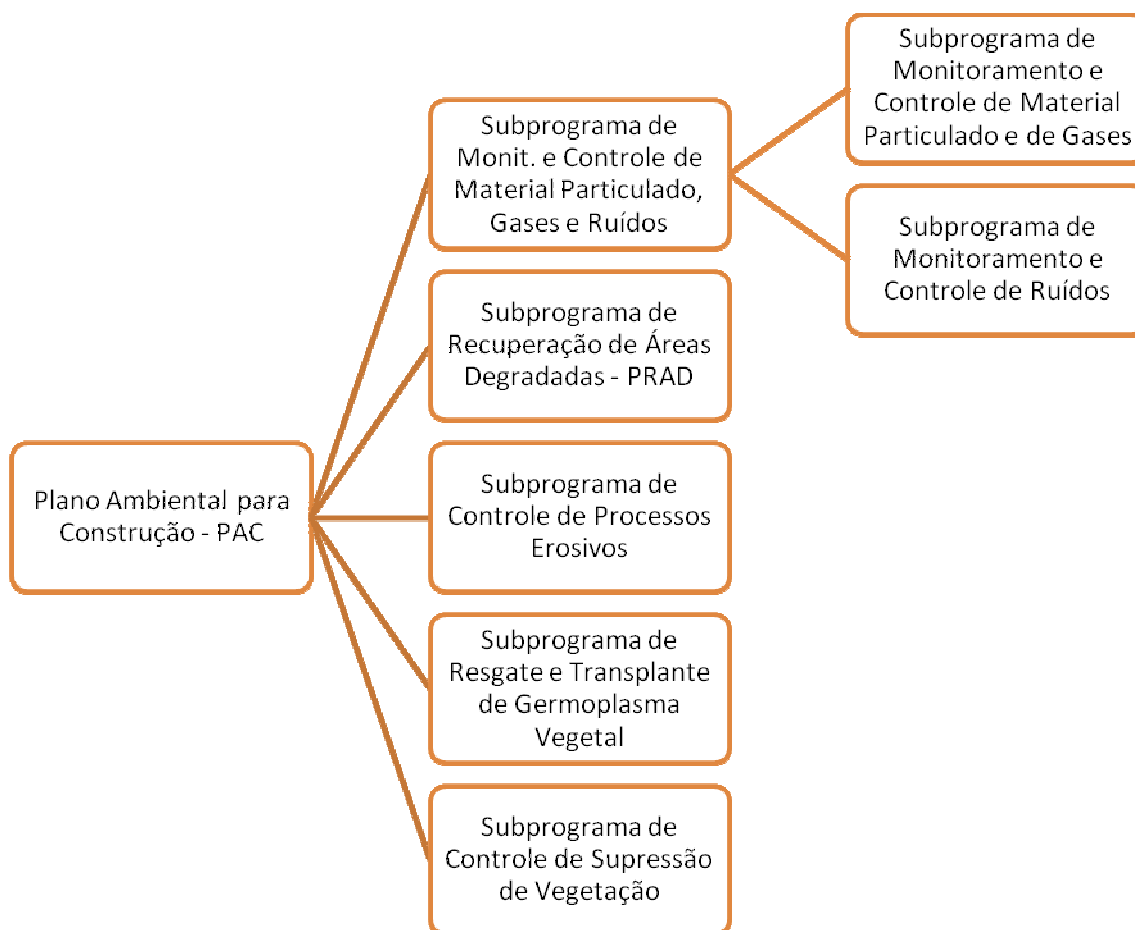 Plano Ambiental para
Construção - PAC
Subprograma de
Monit. e Controle de
Material Particulado,
Gases e Ruídos
Subprograma de
Monitoramento e
Controle de Material
Particulado e de Gases
Subprograma de
Monitoramento e
Controle de Ruídos
Subprograma de
Recuperação de Áreas
Degradadas - PRAD
Subprograma de
Controle de Processos
Erosivos
Subprograma de
Resgate e Transplante
de Germoplasma
Vegetal
Subprograma de
Controle de Supressão
de Vegetação